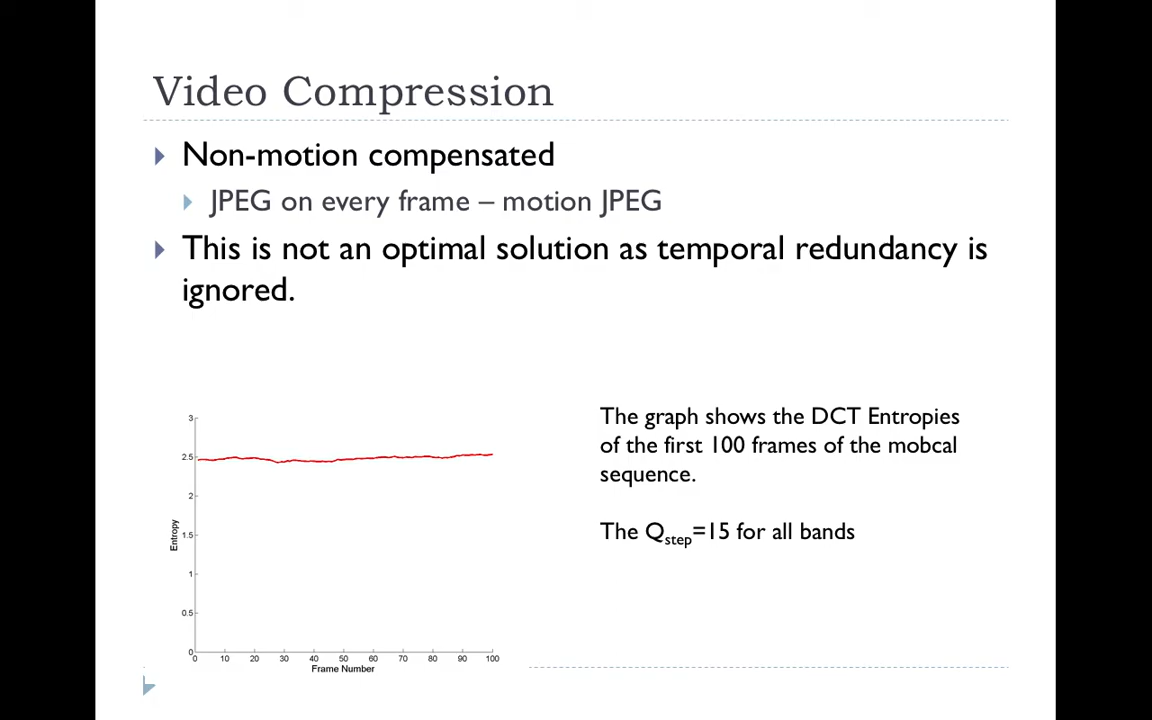 Video Compression
Non-motion compensated
JPEG on every frame – motion JPEG
This is not an optimal solution as temporal redundancy is
ignored.
The graph shows the DCT Entropies
of the first 100 frames of the mobcal
sequence.
The Qstep=15 for all bands
3
2.5
2
1.5
1
0.5
0
Entropy
0 10 20 30 40 50 60 70 80 90 100
Frame Number